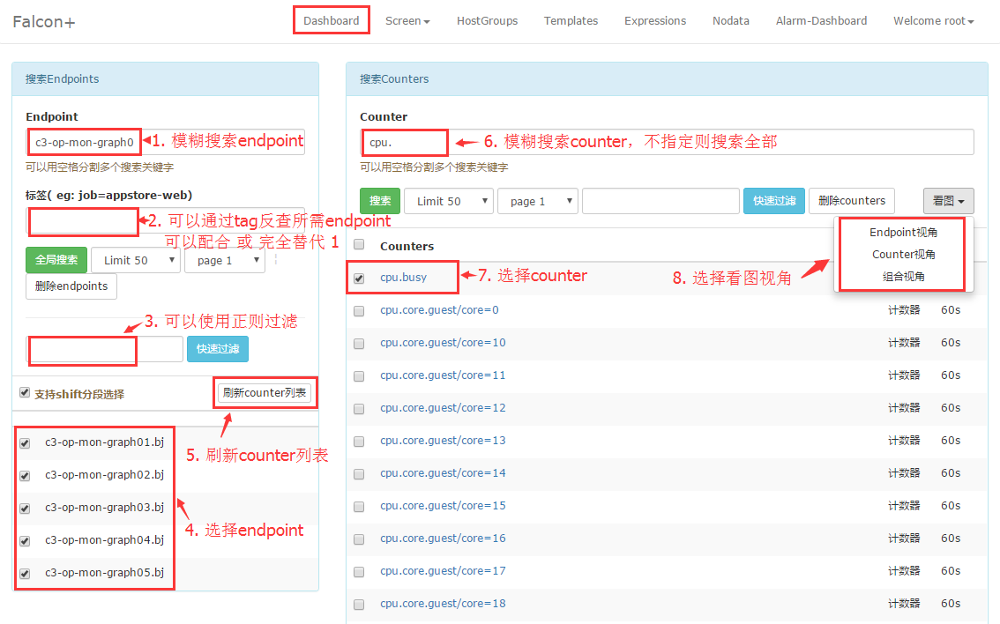 Falcon+
Dashboard
Screen
HostGroups
Templates
Expressions
Nodata
Alarm-Dashboard
Welcome root
搜索Endpoints
Endpoint
c3-op-mon-graph0
1. 模糊搜索endpoint
可以用空格分割多个搜索关键字
标签( eg: job=appstore-web)
2. 可以通过tag反查所需endpoint
可以配合 或 完全替代 1
全局搜索
Limit 50
page 1
删除endpoints
3. 可以使用正则过滤
快速过滤
支持shift分段选择
刷新counter列表
c3-op-mon-graph01.bj
5. 刷新counter列表
c3-op-mon-graph02.bj
c3-op-mon-graph03.bj
4. 选择endpoint
c3-op-mon-graph04.bj
c3-op-mon-graph05.bj
搜索Counters
Counter
cpu.
6. 模糊搜索counter，不指定则搜索全部
可以用空格分割多个搜索关键字
搜索
Limit 50
page 1
快速过滤
删除counters
看图
Endpoint视角
Counter视角
组合视角
8. 选择看图视角
Counters
cpu.busy
7. 选择counter
cpu.core.guest/core=0 计数器 60s
cpu.core.guest/core=10 计数器 60s
cpu.core.guest/core=11 计数器 60s
cpu.core.guest/core=12 计数器 60s
cpu.core.guest/core=13 计数器 60s
cpu.core.guest/core=14 计数器 60s
cpu.core.guest/core=15 计数器 60s
cpu.core.guest/core=16 计数器 60s
cpu.core.guest/core=17 计数器 60s
cpu.core.guest/core=18 计数器 60s